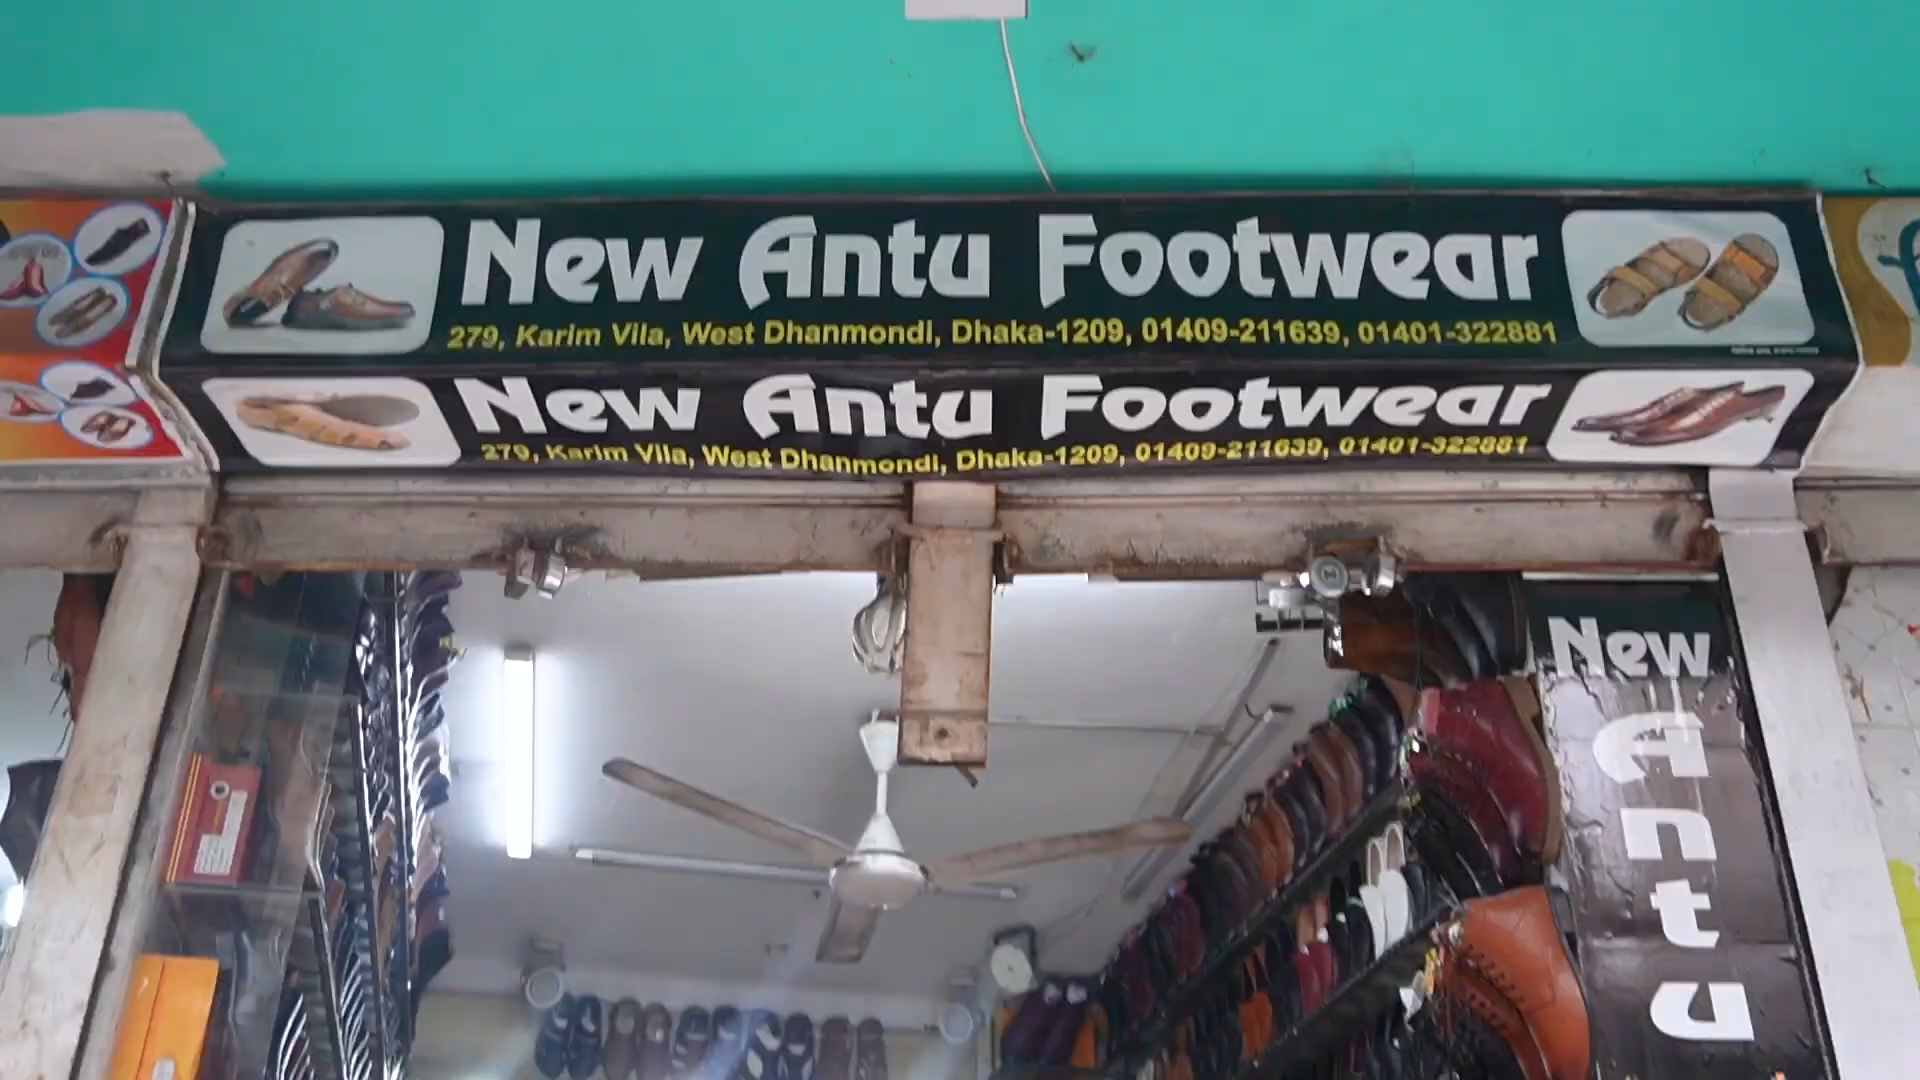 New Antu Footwear
279, Karim Vila, West Dhanmondi, Dhaka-1209, 01409-211639, 01401-322881
New Antu Footwear
279, Karim Vila, West Dhanmondi, Dhaka-1209, 01409-211639, 01401-322881
New
Antu